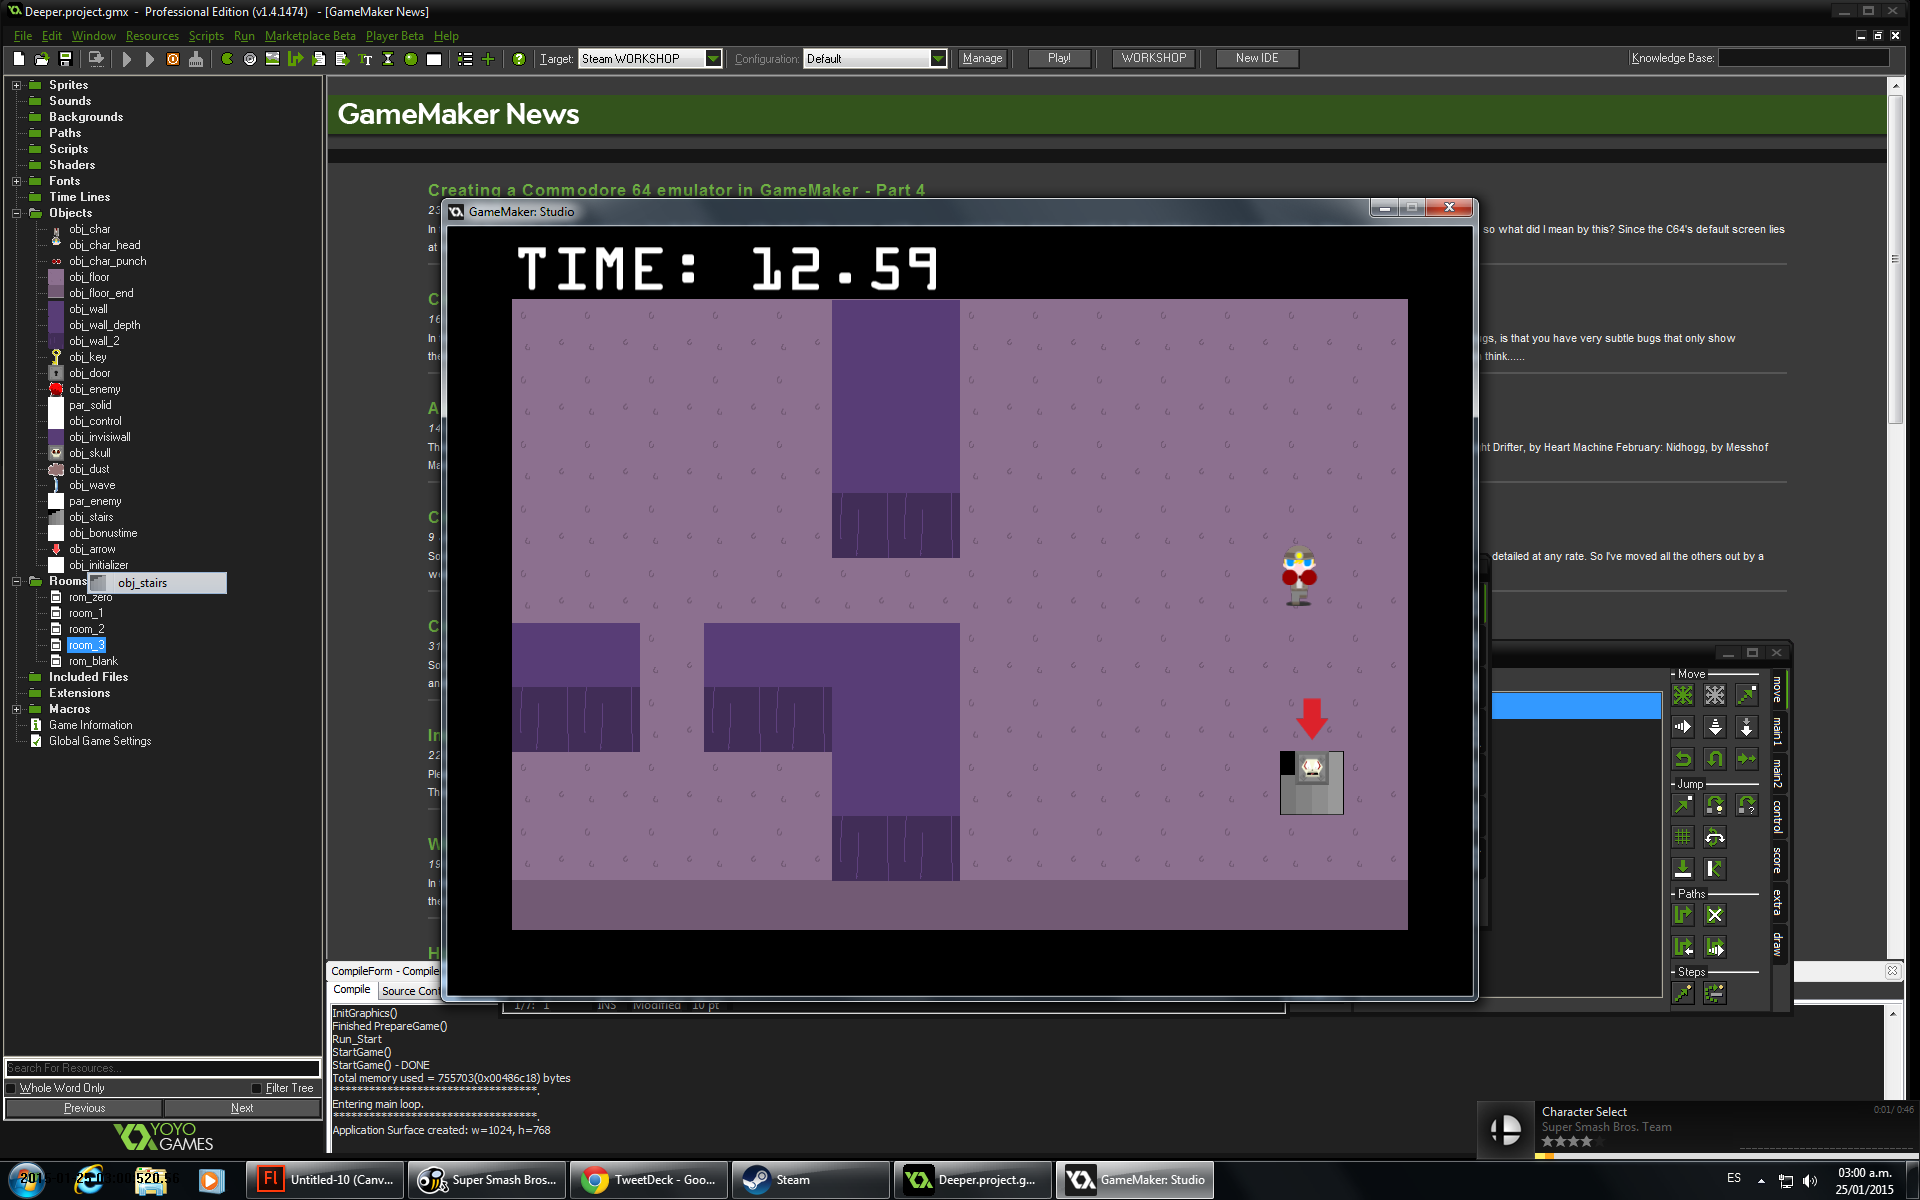 Deeper.project.gmx - Professional Edition (v1.4.1474) - [GameMaker News]
File Edit Window Resources Scripts Run Marketplace Beta Player Beta Help
Target: Steam WORKSHOP Configuration: Default Manage Play! WORKSHOP New IDE Knowledge Base:
Sprites
Sounds
Backgrounds
Paths
Scripts
Shaders
Fonts
Time Lines
Objects
obj_char
obj_char_head
obj_char_punch
obj_floor
obj_floor_end
obj_wall
obj_wall_depth
obj_wall_2
obj_key
obj_door
obj_enemy
par_solid
obj_control
obj_invisiwall
obj_skull
obj_dust
obj_wave
par_enemy
obj_stairs
obj_bonustime
obj_arrow
obj_initializer
Rooms
obj_stairs
rom_zero
room_1
room_2
room_3
rom_blank
Included Files
Extensions
Macros
Game Information
Global Game Settings
Search For Resources...
Whole Word Only Filter Tree
Previous Next
YOYO
GAMES
GameMaker News
Creating a Commodore 64 emulator in GameMaker - Part 4
so what did I mean by this? Since the C64's default screen lies
at
is that you have very subtle bugs that only show
think......
Drifter, by Heart Machine February: Nidhogg, by Messhof
detailed at any rate. So I've moved all the others out by a
GameMaker: Studio
TIME: 12.59
Move
Jump
Paths
Steps
move
main1
main2
control
score
extra
draw
CompileForm - Compile
Compile Source Con
1/7: 1 INS Modified 10 pt
InitGraphics()
Finished PrepareGame()
Run_Start
StartGame()
StartGame() - DONE
Total memory used = 755703(0x00486c18) bytes
***********************************.
Entering main loop.
***********************************.
Application Surface created: w=1024, h=768
Character Select 0:01/ 0:46
Super Smash Bros. Team
Untitled-10 (Canv...
Super Smash Bros...
TweetDeck - Goo...
Steam
Deeper.project.g...
GameMaker: Studio
ES
03:00 a.m.
25/01/2015